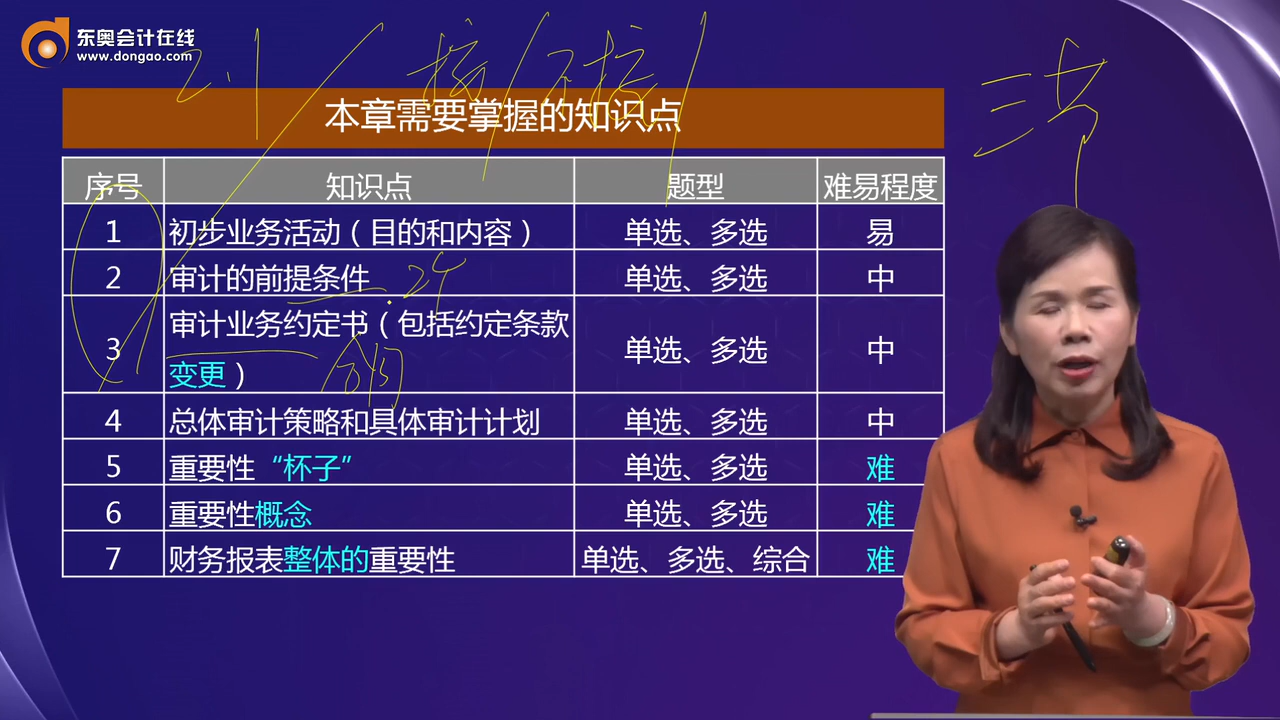 东奥会计在线
www.dongao.com
接/不接
本章需要掌握的知识点
序号 知识点 题型 难易程度
1 初步业务活动（目的和内容） 单选、多选 易
2 审计的前提条件 单选、多选 中
3 审计业务约定书（包括约定条款
变更） 单选、多选 中
合同
4 总体审计策略和具体审计计划 单选、多选 中
5 重要性“杯子” 单选、多选 难
6 重要性概念 单选、多选 难
7 财务报表整体的重要性 单选、多选、综合 难